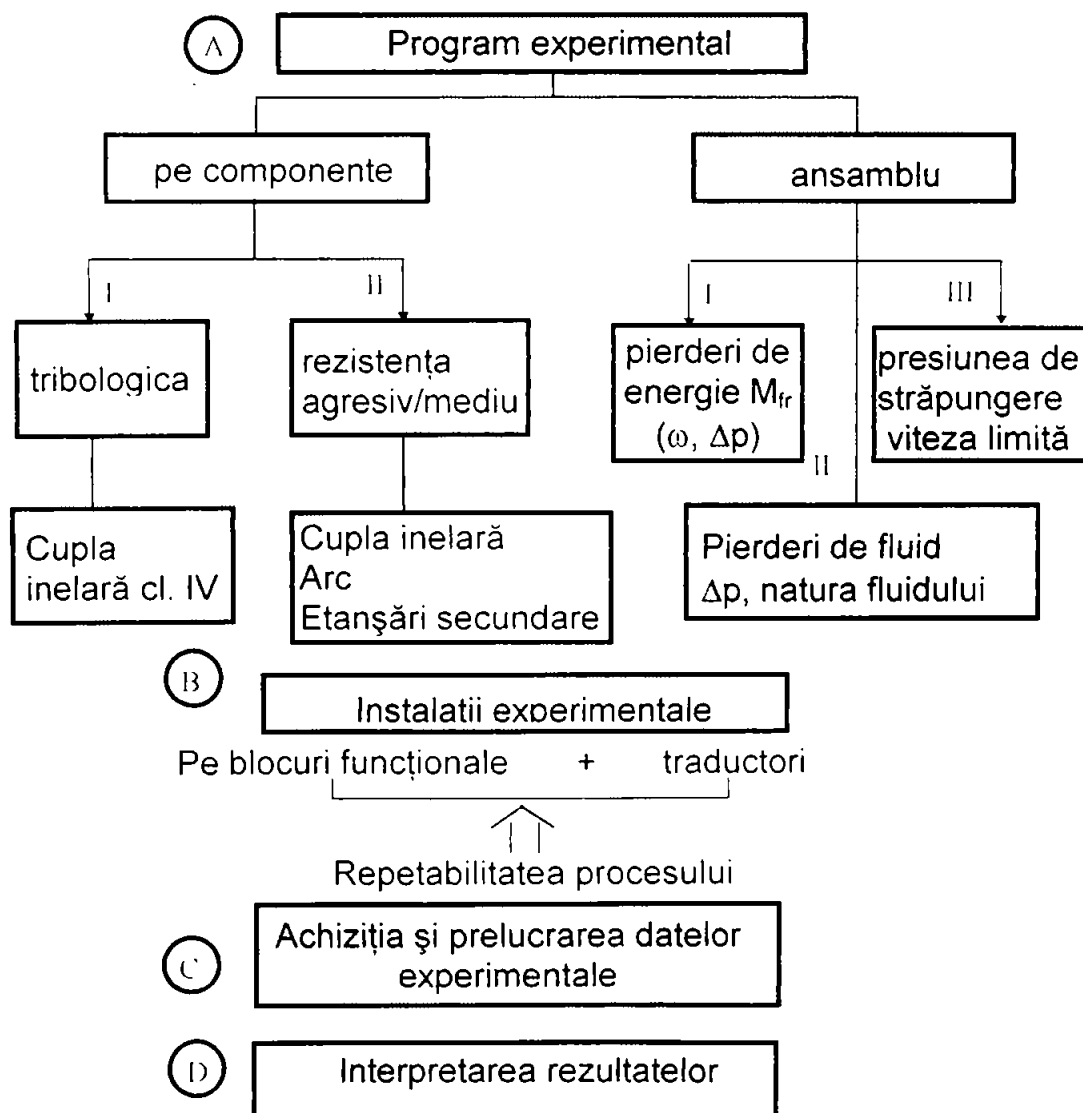 A
Program experimental
pe componente
ansamblu
I
II
I
III
tribologica
rezistența
agresiv/mediu
pierderi de
energie Mfr
(ω, Δp)
presiunea de
străpungere
viteza limită
II
Cupla
inelară cl. IV
Cupla inelară
Arc
Etanşări secundare
Pierderi de fluid
Δp, natura fluidului
B
Instalatii experimentale
Pe blocuri funcționale + traductori
Repetabilitatea procesului
C
Achiziția şi prelucrarea datelor
experimentale
D
Interpretarea rezultatelor